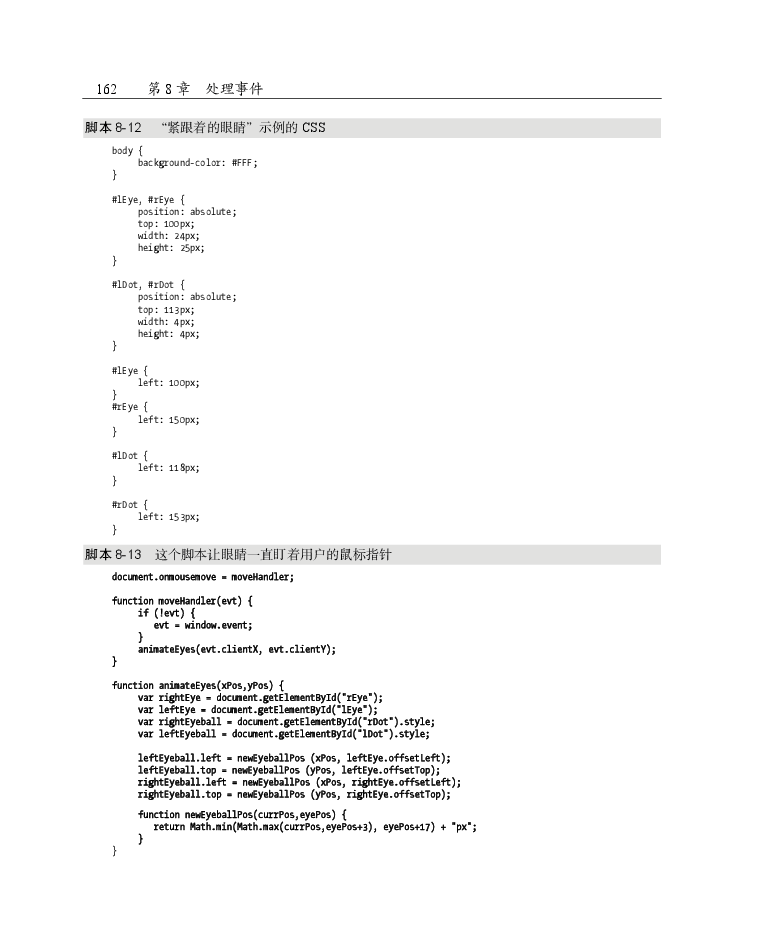 162 第 8 章 处理事件
脚本 8-12 “紧跟着的眼睛”示例的 CSS
body {
background-color: #FFF;
}
#lEye, #rEye {
position: absolute;
top: 100px;
width: 24px;
height: 25px;
}
#lDot, #rDot {
position: absolute;
top: 113px;
width: 4px;
height: 4px;
}
#lEye {
left: 100px;
}
#rEye {
left: 150px;
}
#lDot {
left: 118px;
}
#rDot {
left: 153px;
}
脚本 8-13 这个脚本让眼睛一直盯着用户的鼠标指针
document.onmousemove = moveHandler;
function moveHandler(evt) {
if (!evt) {
evt = window.event;
}
animateEyes(evt.clientX, evt.clientY);
}
function animateEyes(xPos,yPos) {
var rightEye = document.getElementById("rEye");
var leftEye = document.getElementById("lEye");
var rightEyeball = document.getElementById("rDot").style;
var leftEyeball = document.getElementById("lDot").style;
leftEyeball.left = newEyeballPos (xPos, leftEye.offsetLeft);
leftEyeball.top = newEyeballPos (yPos, leftEye.offsetTop);
rightEyeball.left = newEyeballPos (xPos, rightEye.offsetLeft);
rightEyeball.top = newEyeballPos (yPos, rightEye.offsetTop);
function newEyeballPos(currPos,eyePos) {
return Math.min(Math.max(currPos,eyePos+3), eyePos+17) + "px";
}
}